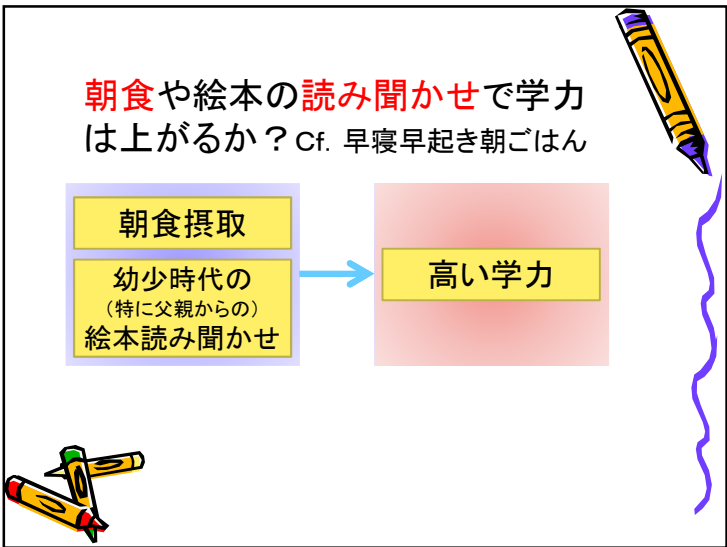 朝食や絵本の読み聞かせで学力
は上がるか？Cf. 早寝早起き朝ごはん
朝食摂取
幼少時代の
（特に父親からの）
絵本読み聞かせ
高い学力